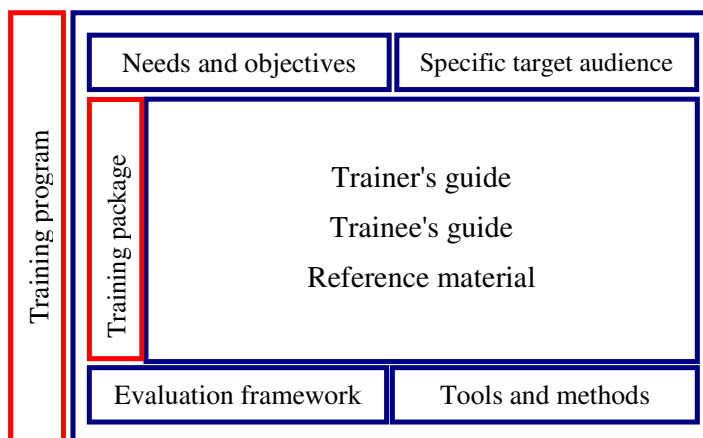 Training program
Needs and objectives
Specific target audience
Training package
Trainer's guide
Trainee's guide
Reference material
Evaluation framework
Tools and methods